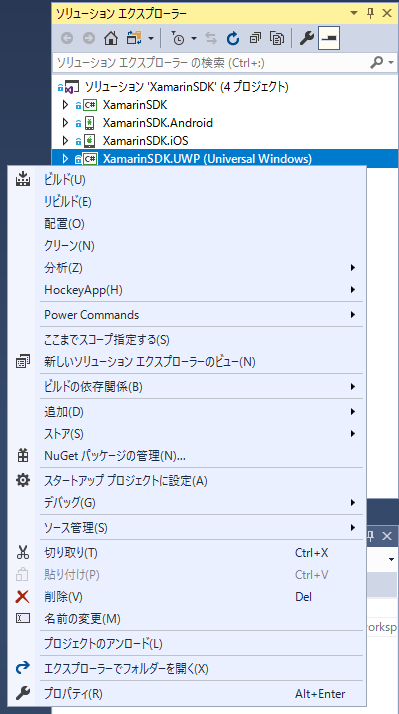 ソリューション エクスプローラー
ソリューション エクスプローラー の検索 (Ctrl+:)
ソリューション 'XamarinSDK' (4 プロジェクト)
XamarinSDK
XamarinSDK.Android
XamarinSDK.iOS
XamarinSDK.UWP (Universal Windows)
ビルド(U)
リビルド(E)
配置(O)
クリーン(N)
分析(Z)
HockeyApp(H)
Power Commands
ここまでスコープ指定する(S)
新しいソリューション エクスプローラーのビュー(N)
ビルドの依存関係(B)
追加(D)
ストア(S)
NuGet パッケージの管理(N)...
スタートアップ プロジェクトに設定(A)
デバッグ(G)
ソース管理(S)
切り取り(T) Ctrl+X
貼り付け(P) Ctrl+V
削除(V) Del
名前の変更(M)
プロジェクトのアンロード(L)
エクスプローラーでフォルダーを開く(X)
プロパティ(R) Alt+Enter